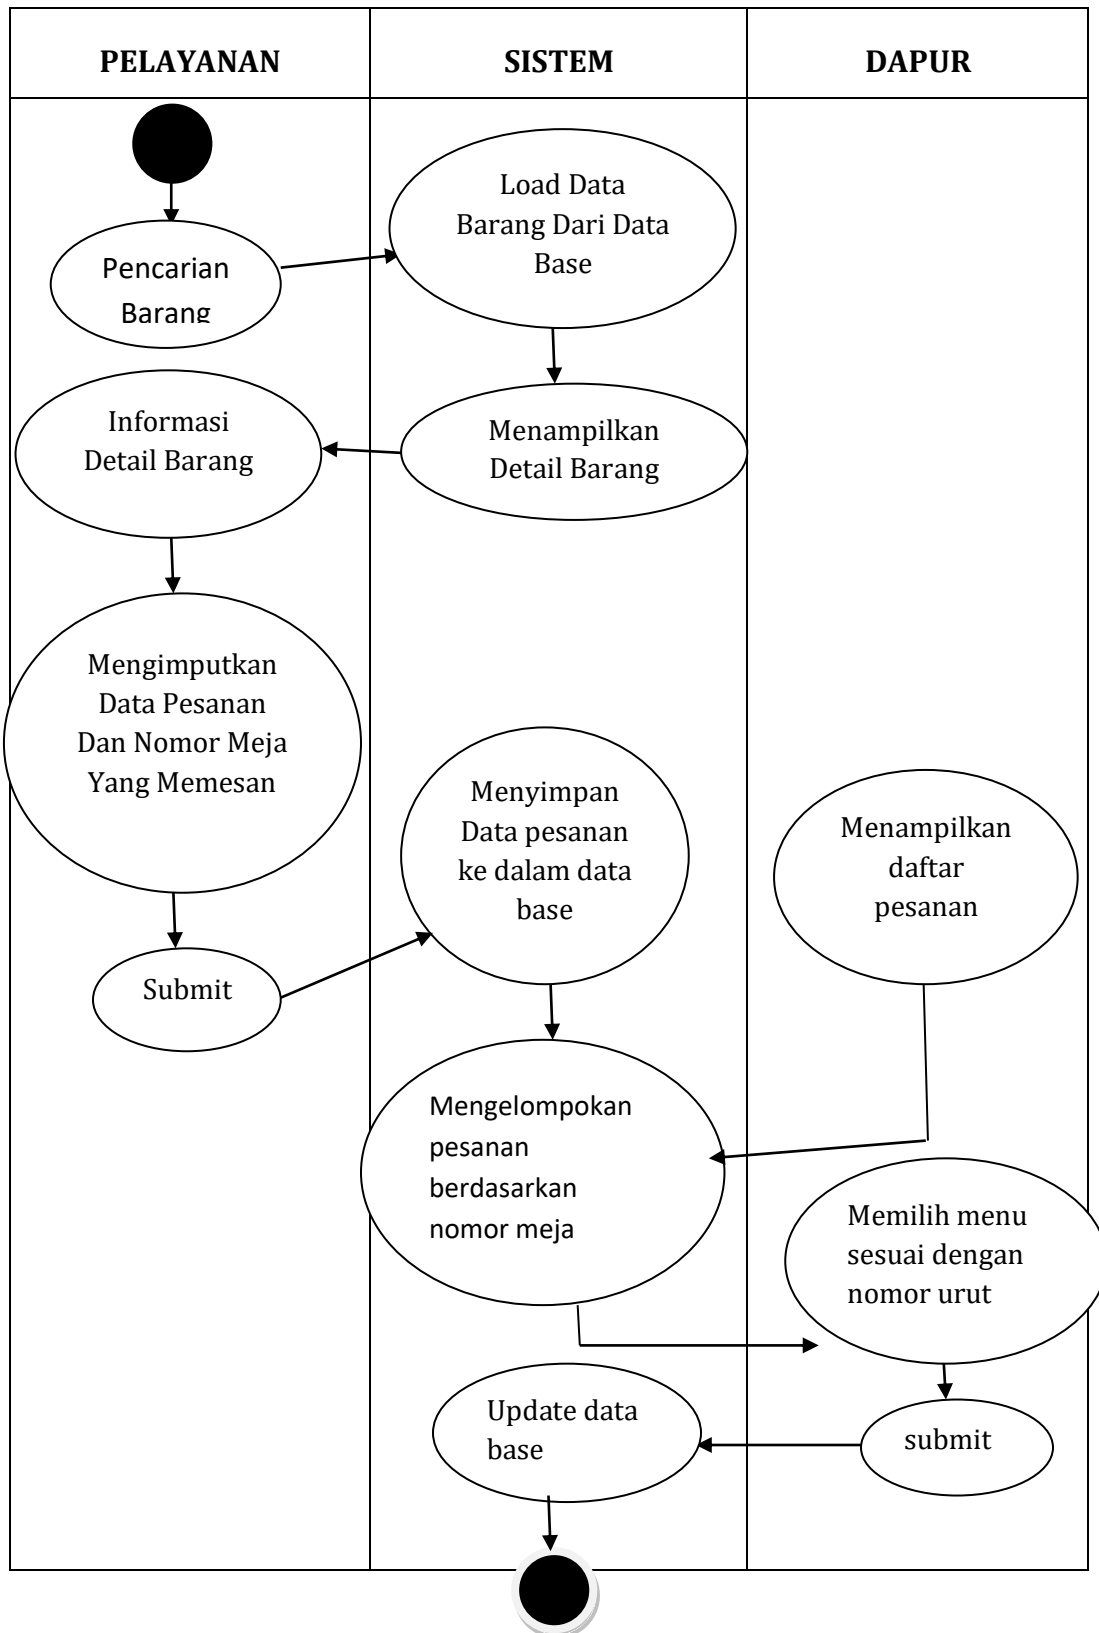 PELAYANAN
SISTEM
DAPUR
Load Data
Barang Dari Data
Base
Pencarian
Barang
Informasi
Detail Barang
Menampilkan
Detail Barang
Mengimputkan
Data Pesanan
Dan Nomor Meja
Yang Memesan
Menyimpan
Data pesanan
ke dalam data
base
Menampilkan
daftar
pesanan
Submit
Mengelompokan
pesanan
berdasarkan
nomor meja
Memilih menu
sesuai dengan
nomor urut
Update data
base
submit